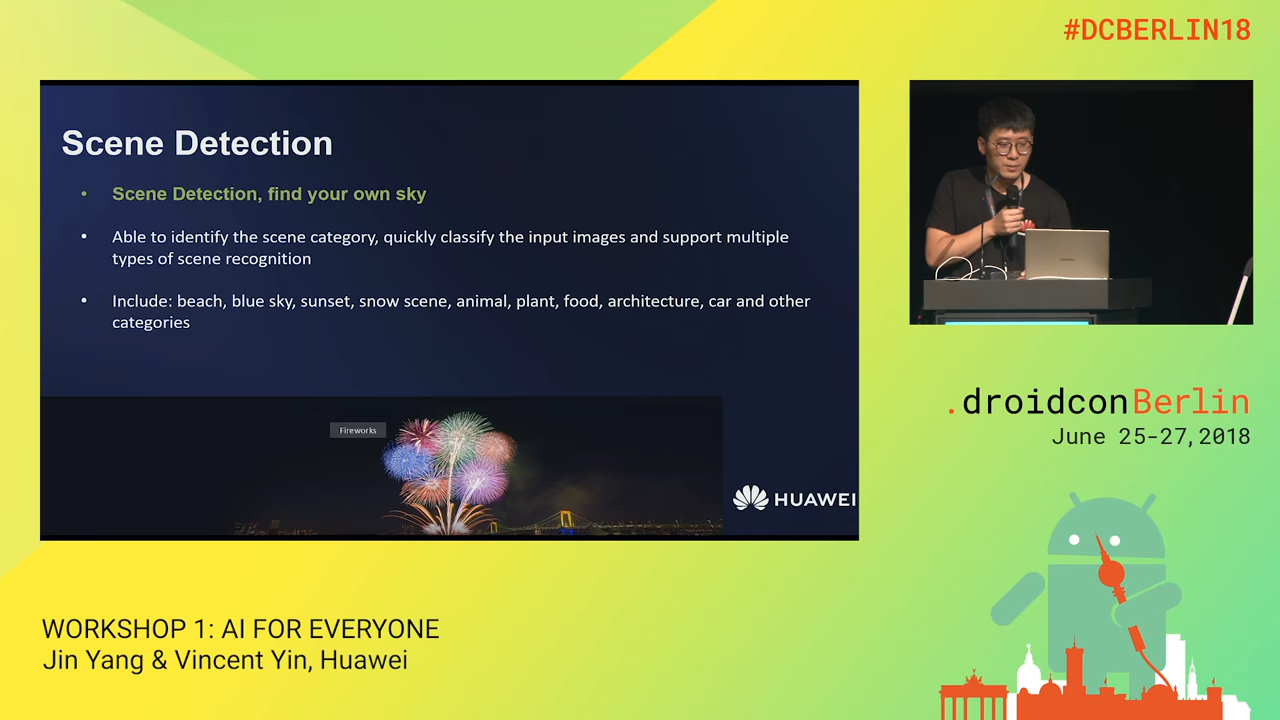 #DCBERLIN18
Scene Detection
• Scene Detection, find your own sky
• Able to identify the scene category, quickly classify the input images and support multiple
types of scene recognition
• Include: beach, blue sky, sunset, snow scene, animal, plant, food, architecture, car and other
categories
Fireworks
HUAWEI
.droidconBerlin
June 25-27, 2018
WORKSHOP 1: AI FOR EVERYONE
Jin Yang & Vincent Yin, Huawei